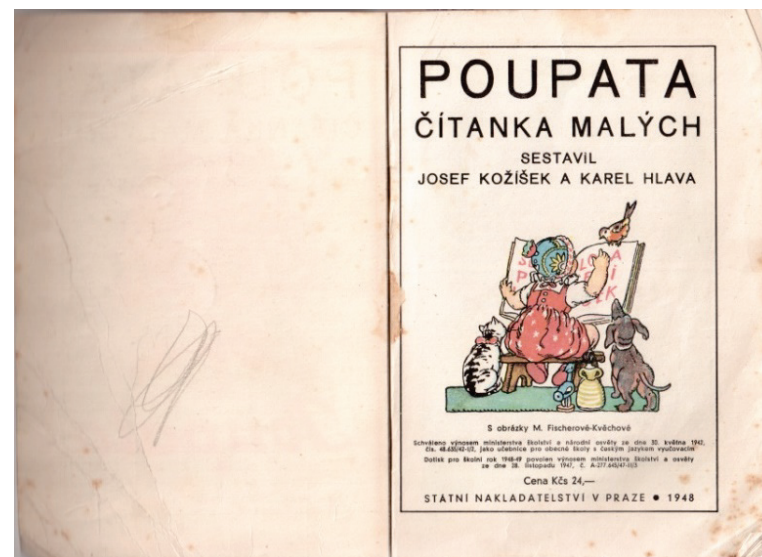 POUPATA
ČÍTANKA MALÝCH
SESTAVIL
JOSEF KOŽÍŠEK A KAREL HLAVA
S obrázky M. Fischerové-Kvěchové
Schváleno výnosem ministerstva školství a národní osvěty ze dne 30. května 1942,
čís. jako učebnice pro obecné školy s českým jazykem vyučovacím
Dotisk pro školní rok 1948-49 povolen výnosem ministerstva školství a osvěty
ze dne 28. listopadu 1947, č.
Cena Kčs 24,—
STÁTNÍ NAKLADATELSTVÍ V PRAZE ● 1948